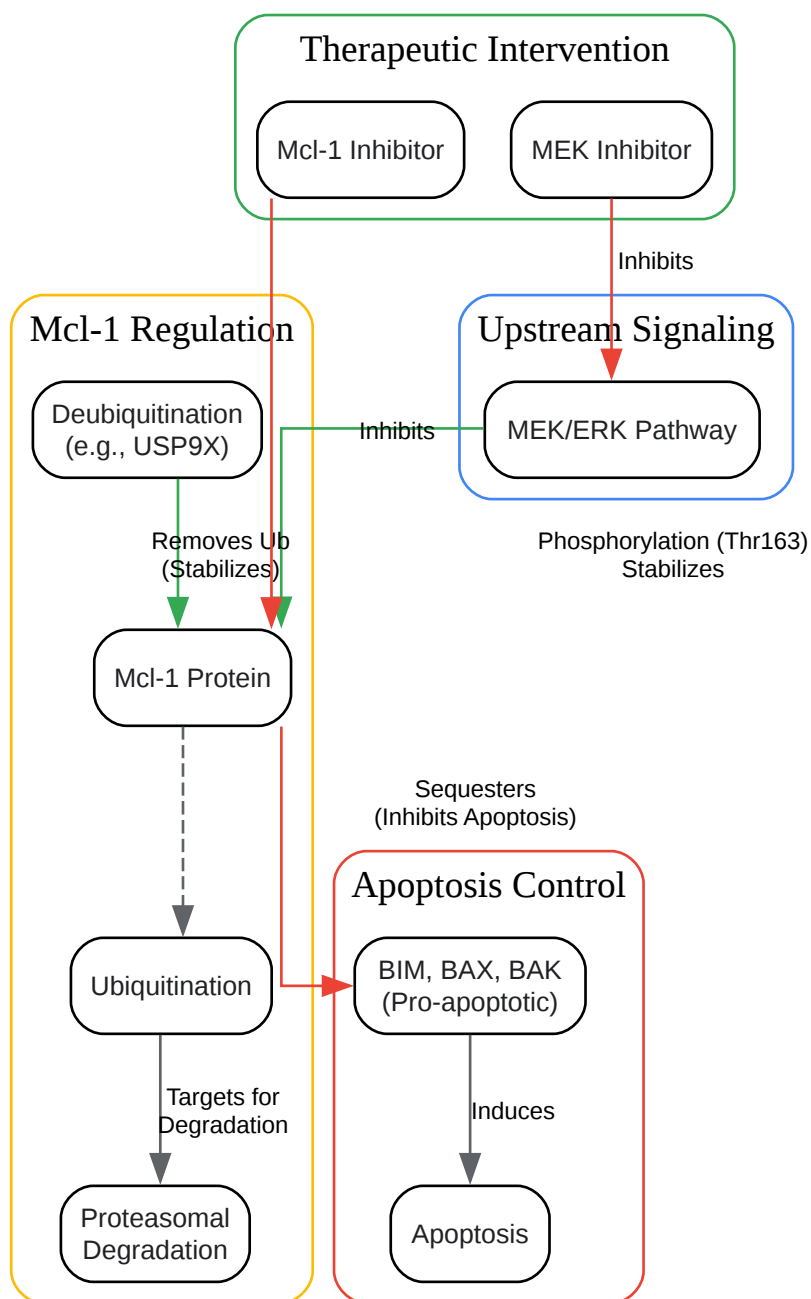 Therapeutic Intervention
Mcl-1 Inhibitor
MEK Inhibitor
Inhibits
Mcl-1 Regulation
Upstream Signaling
Deubiquitination
(e.g., USP9X)
Inhibits
MEK/ERK Pathway
Removes Ub
(Stabilizes)
Phosphorylation (Thr163)
Stabilizes
Mcl-1 Protein
Sequesters
(Inhibits Apoptosis)
Apoptosis Control
Ubiquitination
BIM, BAX, BAK
(Pro-apoptotic)
Targets for
Degradation
Induces
Proteasomal
Degradation
Apoptosis